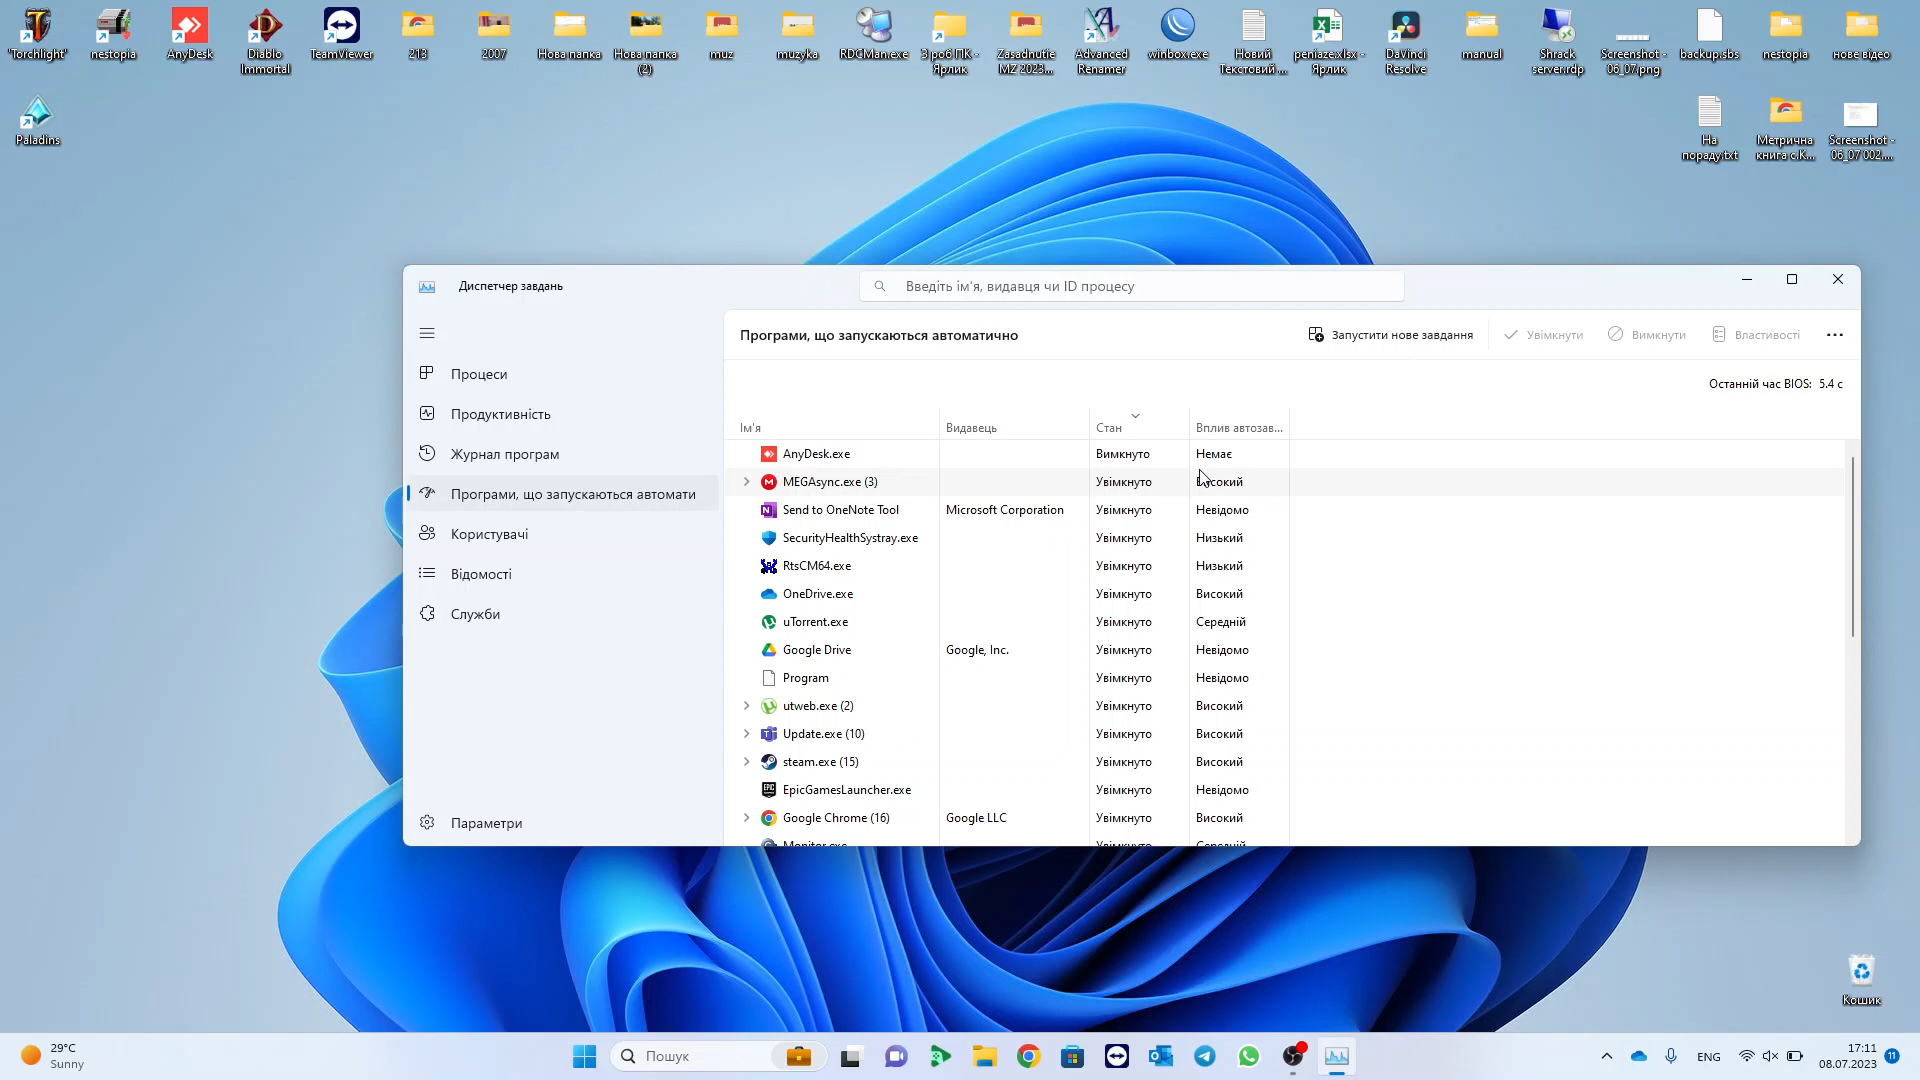 "Torchlight"
nestopia
AnyDesk
Diablo
Immortal
TeamViewer
213
2007
Нова папка
Нова папка
(2)
muz
muzyka
RDCMan.exe
З роб ПК -
Ярлик
Zasadnutie
MZ 2023...
Advanced
Renamer
winbox.exe
Новий
Текстовий ...
peniaze.xlsx -
Ярлик
DaVinci
Resolve
manual
Shrack
server.rdp
Screenshot -
06_07.png
backup.sbs
nestopia
нове відео
Paladins
На
пораду.txt
Метрична
книга с.К...
Screenshot -
06_07 002....
Диспетчер завдань
Введіть ім'я, видавця чи ID процесу
Програми, що запускаються автоматично
Запустити нове завдання
Увімкнути
Вимкнути
Властивості
Останній час BIOS: 5.4 с
Процеси
Продуктивність
Журнал програм
Програми, що запускаються автомати
Користувачі
Відомості
Служби
Параметри
Ім'я Видавець Стан Вплив автозав...
AnyDesk.exe Вимкнуто Немає
MEGAsync.exe (3) Увімкнуто Високий
Send to OneNote Tool Microsoft Corporation Увімкнуто Невідомо
SecurityHealthSystray.exe Увімкнуто Низький
RtsCM64.exe Увімкнуто Низький
OneDrive.exe Увімкнуто Високий
uTorrent.exe Увімкнуто Середній
Google Drive Google, Inc. Увімкнуто Невідомо
Program Увімкнуто Невідомо
utweb.exe (2) Увімкнуто Високий
Update.exe (10) Увімкнуто Високий
steam.exe (15) Увімкнуто Високий
EpicGamesLauncher.exe Увімкнуто Невідомо
Google Chrome (16) Google LLC Увімкнуто Високий
Monitor.exe Увімкнуто Середній
Кошик
29°C
Sunny
Пошук
ENG
17:11
08.07.2023
11